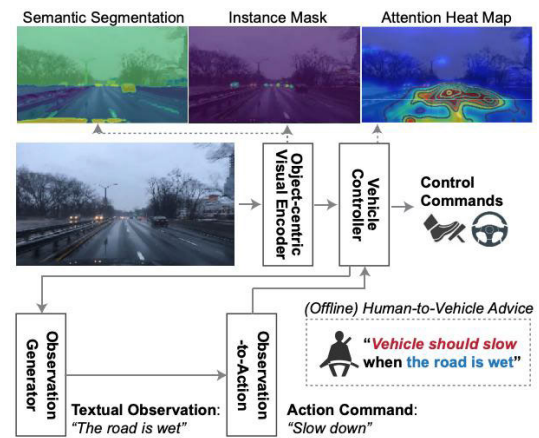 Semantic Segmentation
Instance Mask
Attention Heat Map
Object-centric
Visual Encoder
Vehicle
Controller
Control
Commands
(Offline) Human-to-Vehicle Advice
“Vehicle should slow
when the road is wet”
Observation
Generator
Observation
-to-Action
Textual Observation:
“The road is wet”
Action Command:
“Slow down”